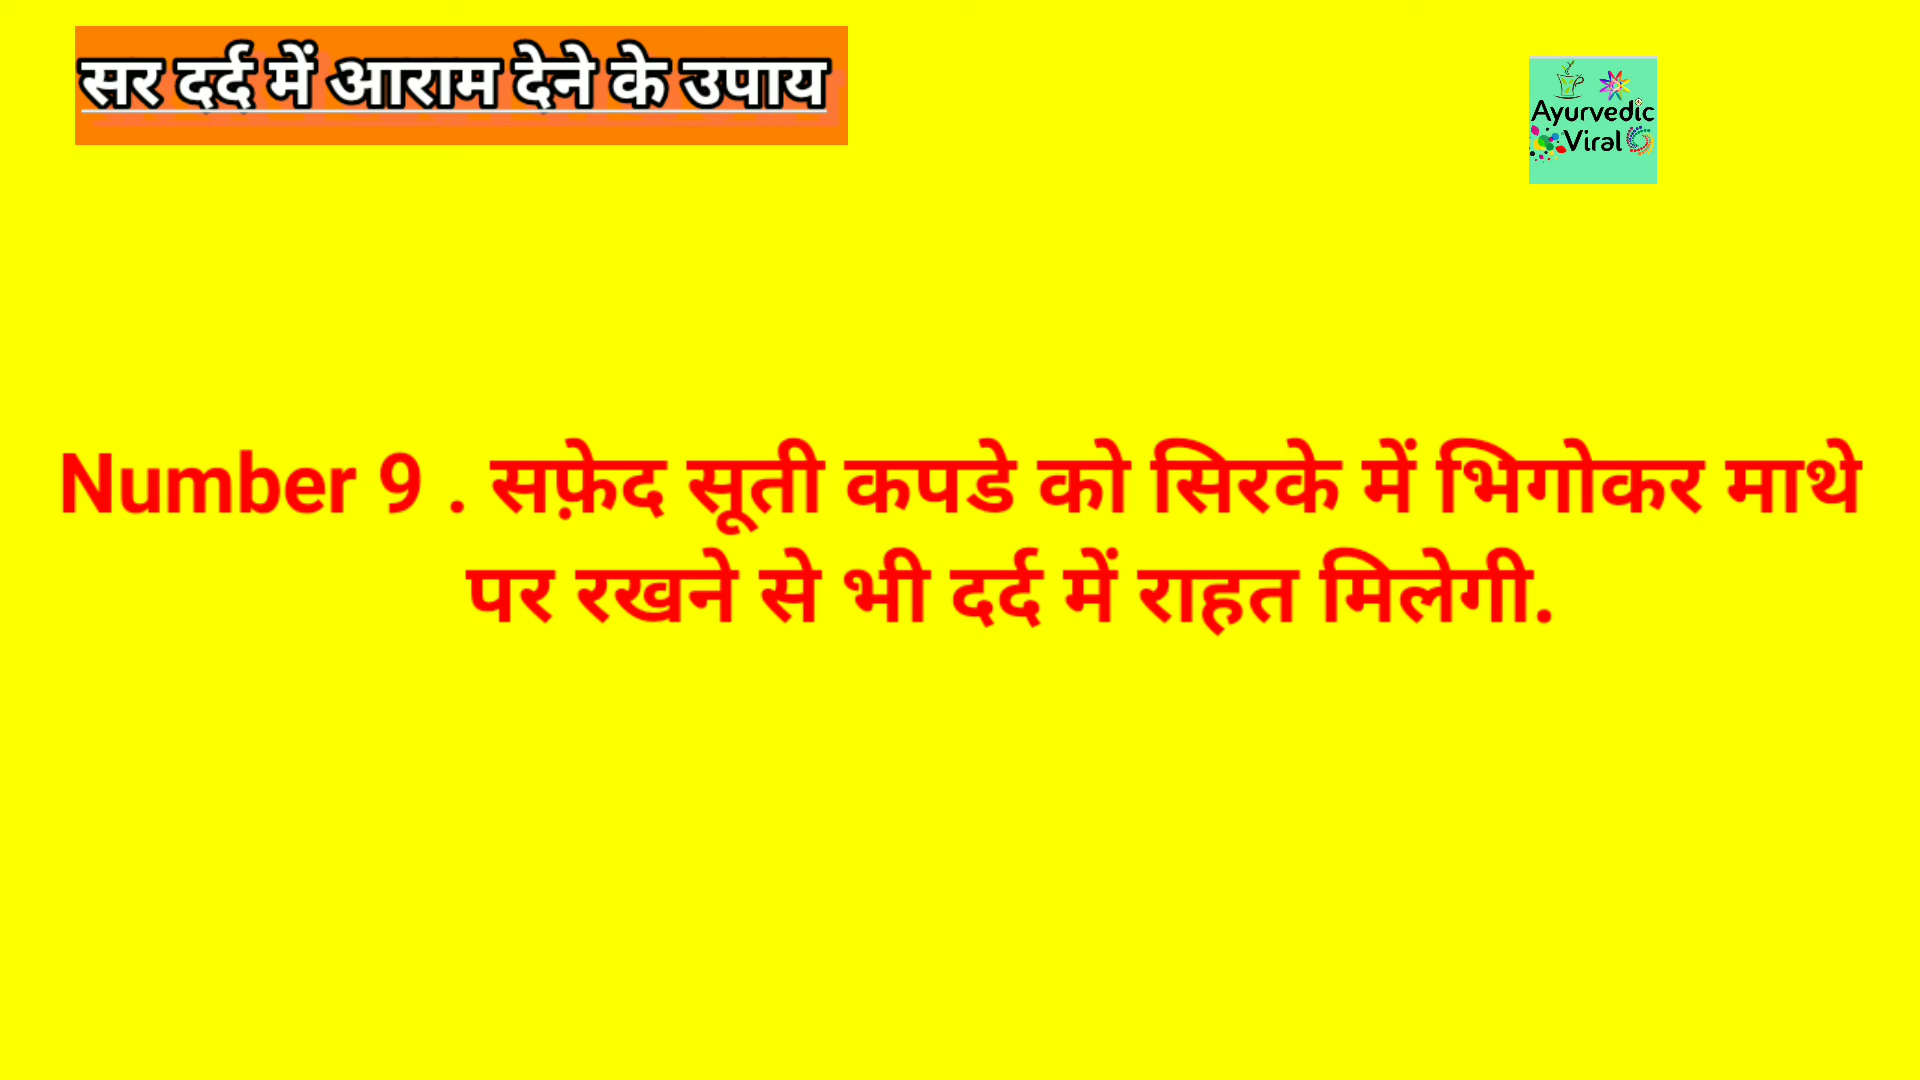 सर दर्द में आराम देने के उपाय
Ayurvedic
Viral
Number 9 . सफ़ेद सूती कपडे को सिरके में भिगोकर माथे
पर रखने से भी दर्द में राहत मिलेगी.